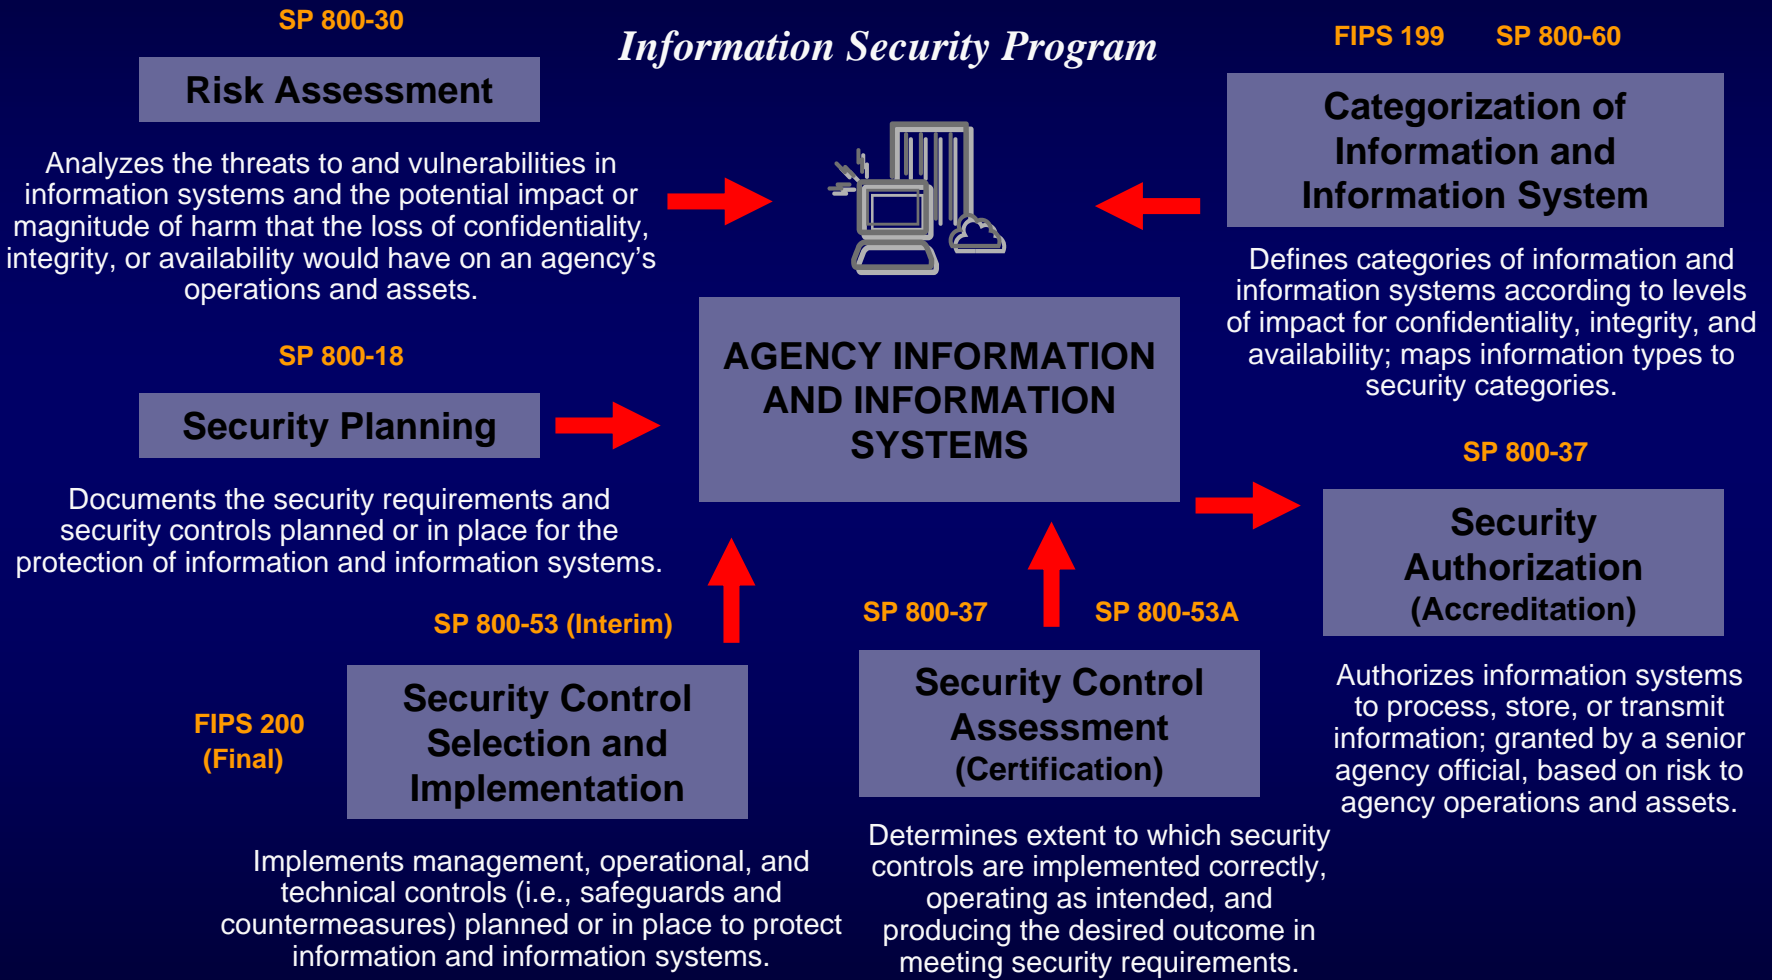 Information Security Program
SP 800-30
Risk Assessment
Analyzes the threats to and vulnerabilities in
information systems and the potential impact or
magnitude of harm that the loss of confidentiality,
integrity, or availability would have on an agency’s
operations and assets.
SP 800-18
Security Planning
Documents the security requirements and
security controls planned or in place for the
protection of information and information systems.
SP 800-53 (Interim)
FIPS 200
(Final)
Security Control
Selection and
Implementation
Implements management, operational, and
technical controls (i.e., safeguards and
countermeasures) planned or in place to protect
information and information systems.
AGENCY INFORMATION
AND INFORMATION
SYSTEMS
SP 800-37 SP 800-53A
Security Control
Assessment
(Certification)
Determines extent to which security
controls are implemented correctly,
operating as intended, and
producing the desired outcome in
meeting security requirements.
FIPS 199 SP 800-60
Categorization of
Information and
Information System
Defines categories of information and
information systems according to levels
of impact for confidentiality, integrity, and
availability; maps information types to
security categories.
SP 800-37
Security
Authorization
(Accreditation)
Authorizes information systems
to process, store, or transmit
information; granted by a senior
agency official, based on risk to
agency operations and assets.